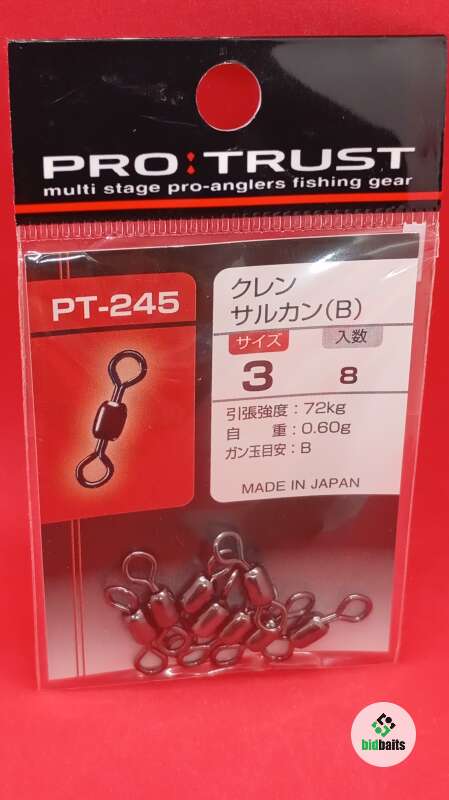 PRO:TRUST
multi stage pro-anglers fishing gear
PT-245
クレン
サルカン(B)
サイズ 入数
3 8
引張強度:72kg
自 重:0.60g
ガン玉目安:B
MADE IN JAPAN
bidbaits